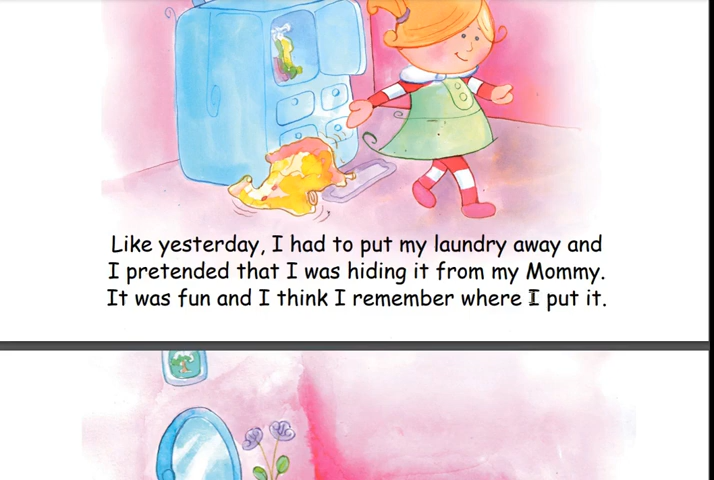 Like yesterday, I had to put my laundry away and
I pretended that I was hiding it from my Mommy.
It was fun and I think I remember where I put it.